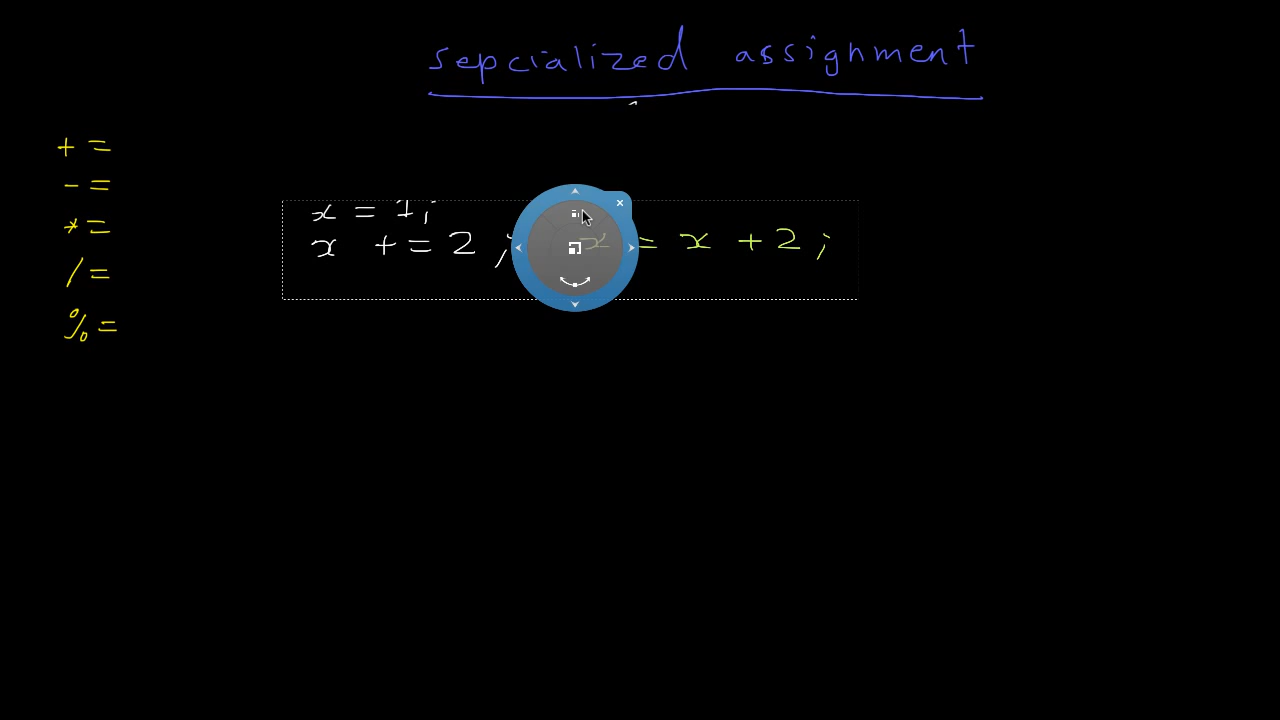 sepcialized assignment
+ =
- =
* =
/ =
% =
x = 1;
x + = 2 ; x = x + 2 ;